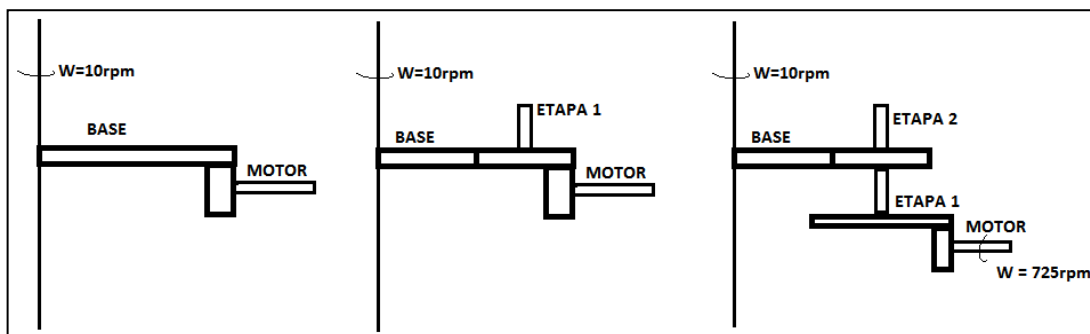 W=10rpm
BASE
MOTOR
W=10rpm
ETAPA 1
BASE
MOTOR
W=10rpm
ETAPA 2
BASE
ETAPA 1
MOTOR
W = 725rpm